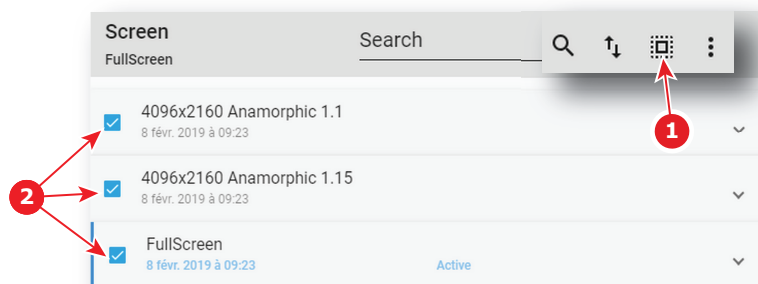 Screen
FullScreen
Search
1
4096x2160 Anamorphic 1.1
8 févr. 2019 à 09:23
2
4096x2160 Anamorphic 1.15
8 févr. 2019 à 09:23
FullScreen
8 févr. 2019 à 09:23 Active